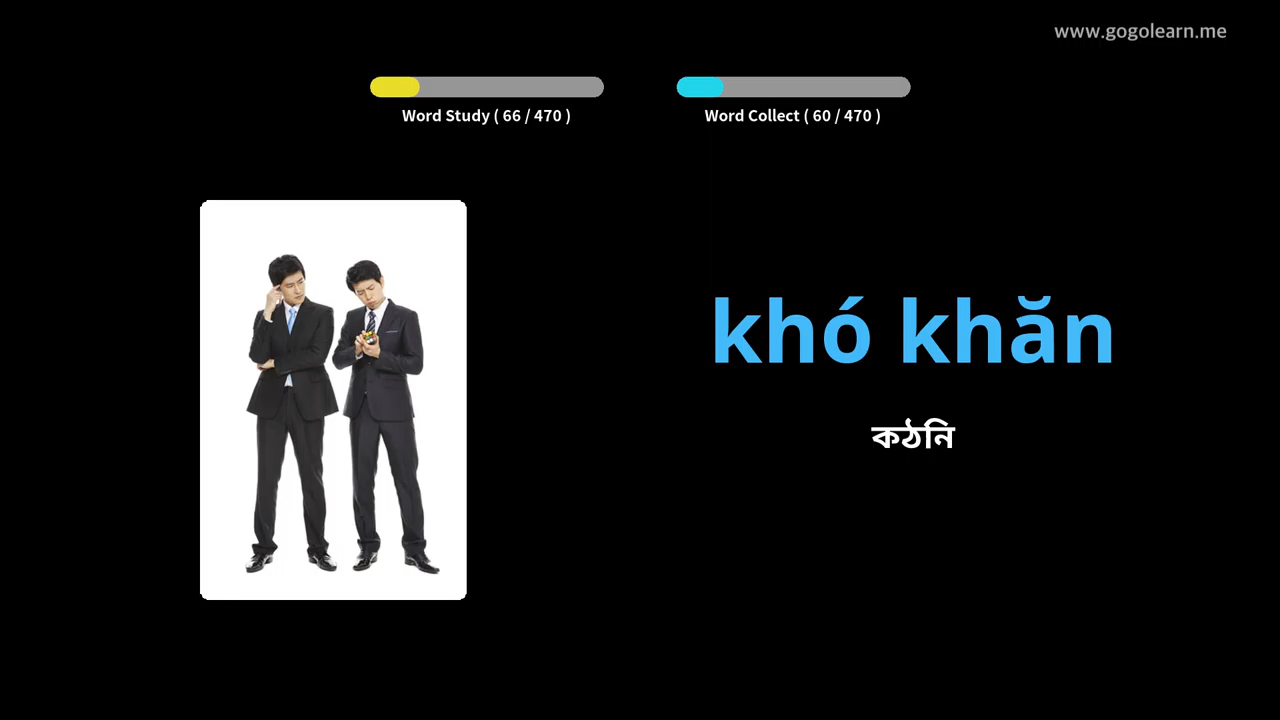 www.gogolearn.me
Word Study ( 66 / 470 )
Word Collect ( 60 / 470 )
khó khăn
কঠিন